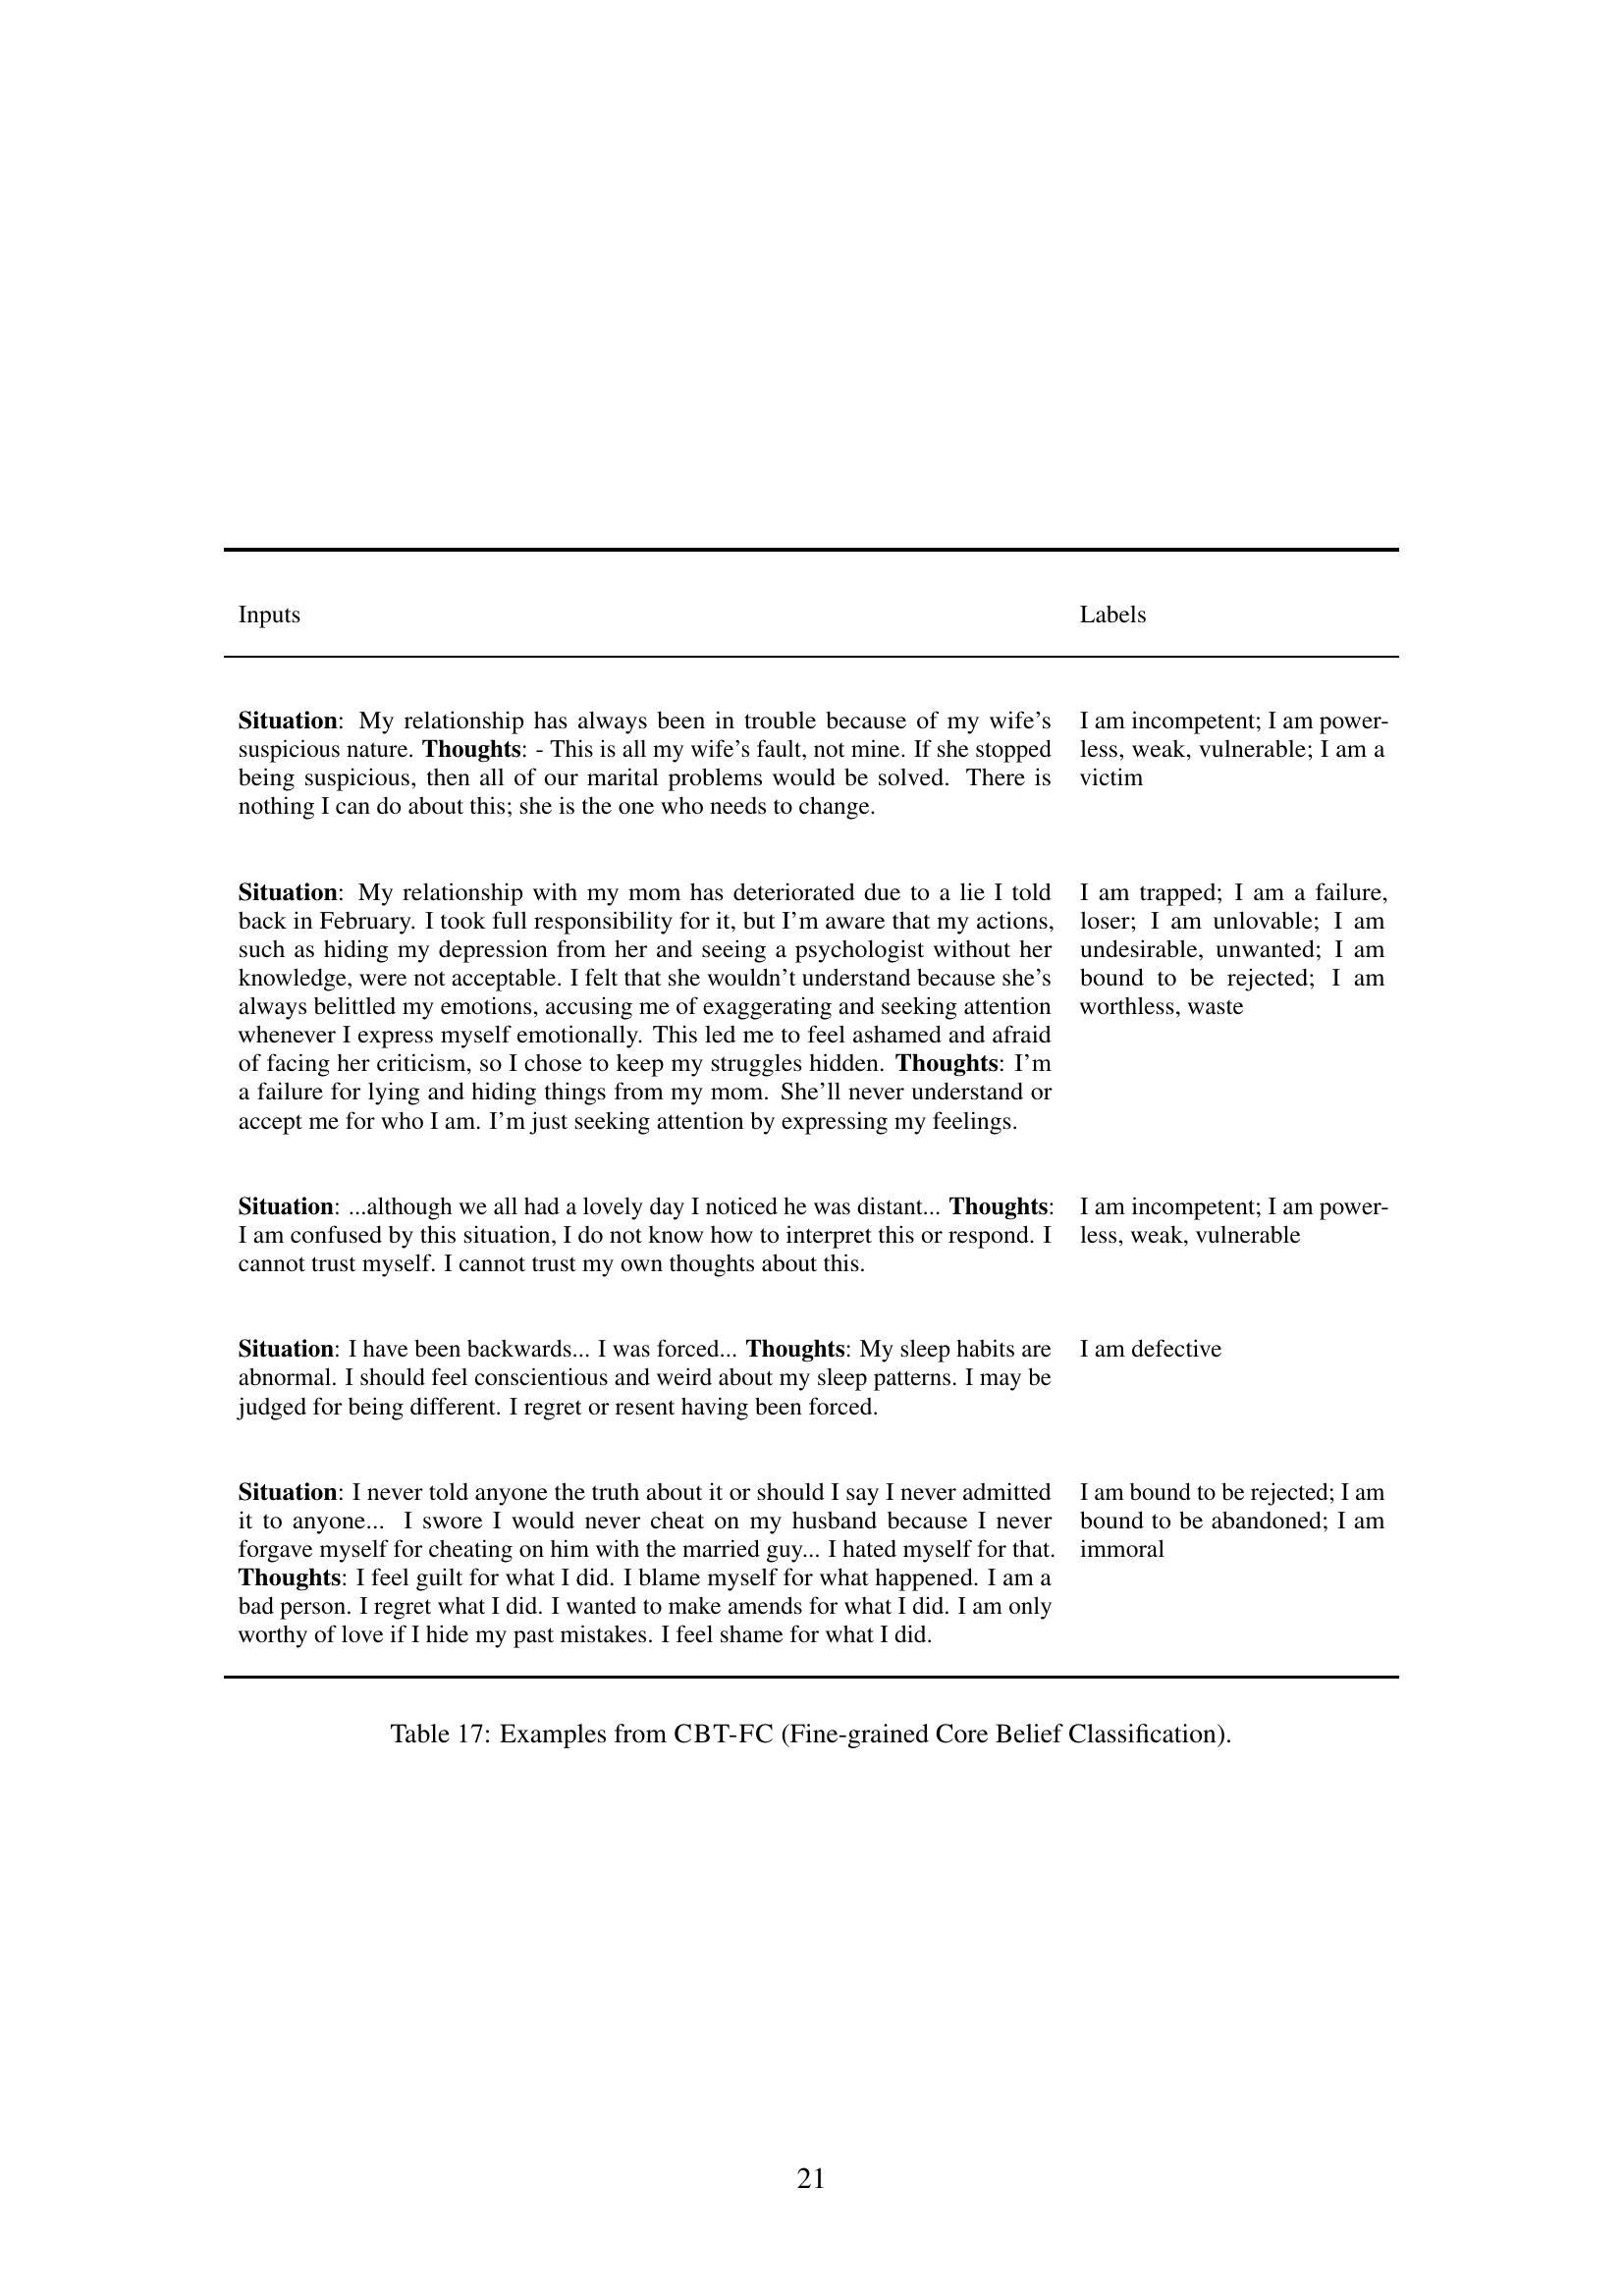 Inputs
Labels
Situation: My relationship has always been in trouble because of my wife's
suspicious nature. Thoughts: - This is all my wife's fault, not mine. If she stopped
being suspicious, then all of our marital problems would be solved. There is
nothing I can do about this; she is the one who needs to change.
I am incompetent; I am power-
less, weak, vulnerable; I am a
victim
Situation: My relationship with my mom has deteriorated due to a lie I told
back in February. I took full responsibility for it, but I'm aware that my actions,
such as hiding my depression from her and seeing a psychologist without her
knowledge, were not acceptable. I felt that she wouldn't understand because she's
always belittled my emotions, accusing me of exaggerating and seeking attention
whenever I express myself emotionally. This led me to feel ashamed and afraid
of facing her criticism, so I chose to keep my struggles hidden. Thoughts: I'm
a failure for lying and hiding things from my mom. She'll never understand or
accept me for who I am. I'm just seeking attention by expressing my feelings.
I am trapped; I am a failure,
loser; I am unlovable; I am
undesirable, unwanted; I am
bound to be rejected; I am
worthless, waste
Situation: ...although we all had a lovely day I noticed he was distant... Thoughts:
I am confused by this situation, I do not know how to interpret this or respond. I
cannot trust myself. I cannot trust my own thoughts about this.
I am incompetent; I am power-
less, weak, vulnerable
Situation: I have been backwards... I was forced... Thoughts: My sleep habits are
abnormal. I should feel conscientious and weird about my sleep patterns. I may be
judged for being different. I regret or resent having been forced.
I am defective
Situation: I never told anyone the truth about it or should I say I never admitted
it to anyone... I swore I would never cheat on my husband because I never
forgave myself for cheating on him with the married guy... I hated myself for that.
Thoughts: I feel guilt for what I did. I blame myself for what happened. I am a
bad person. I regret what I did. I wanted to make amends for what I did. I am only
worthy of love if I hide my past mistakes. I feel shame for what I did.
I am bound to be rejected; I am
bound to be abandoned; I am
immoral
Table 17: Examples from CBT-FC (Fine-grained Core Belief Classification).
21